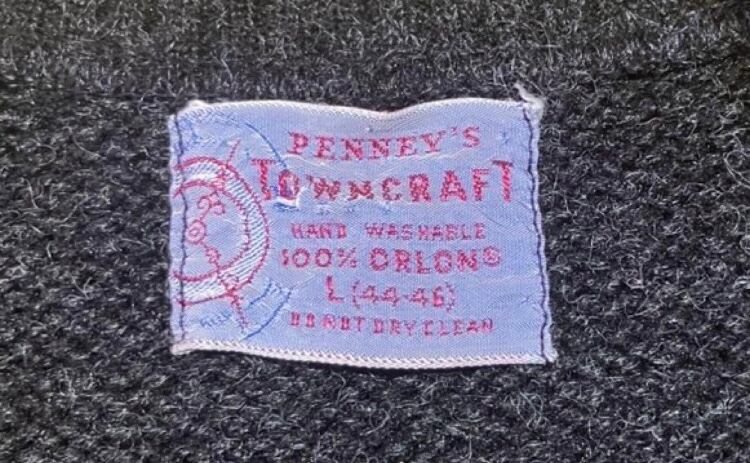 PENNEY'S
TOWNCRAFT
HAND WASHABLE
100% ORLON®
L (44-46)
DO NOT DRY CLEAN